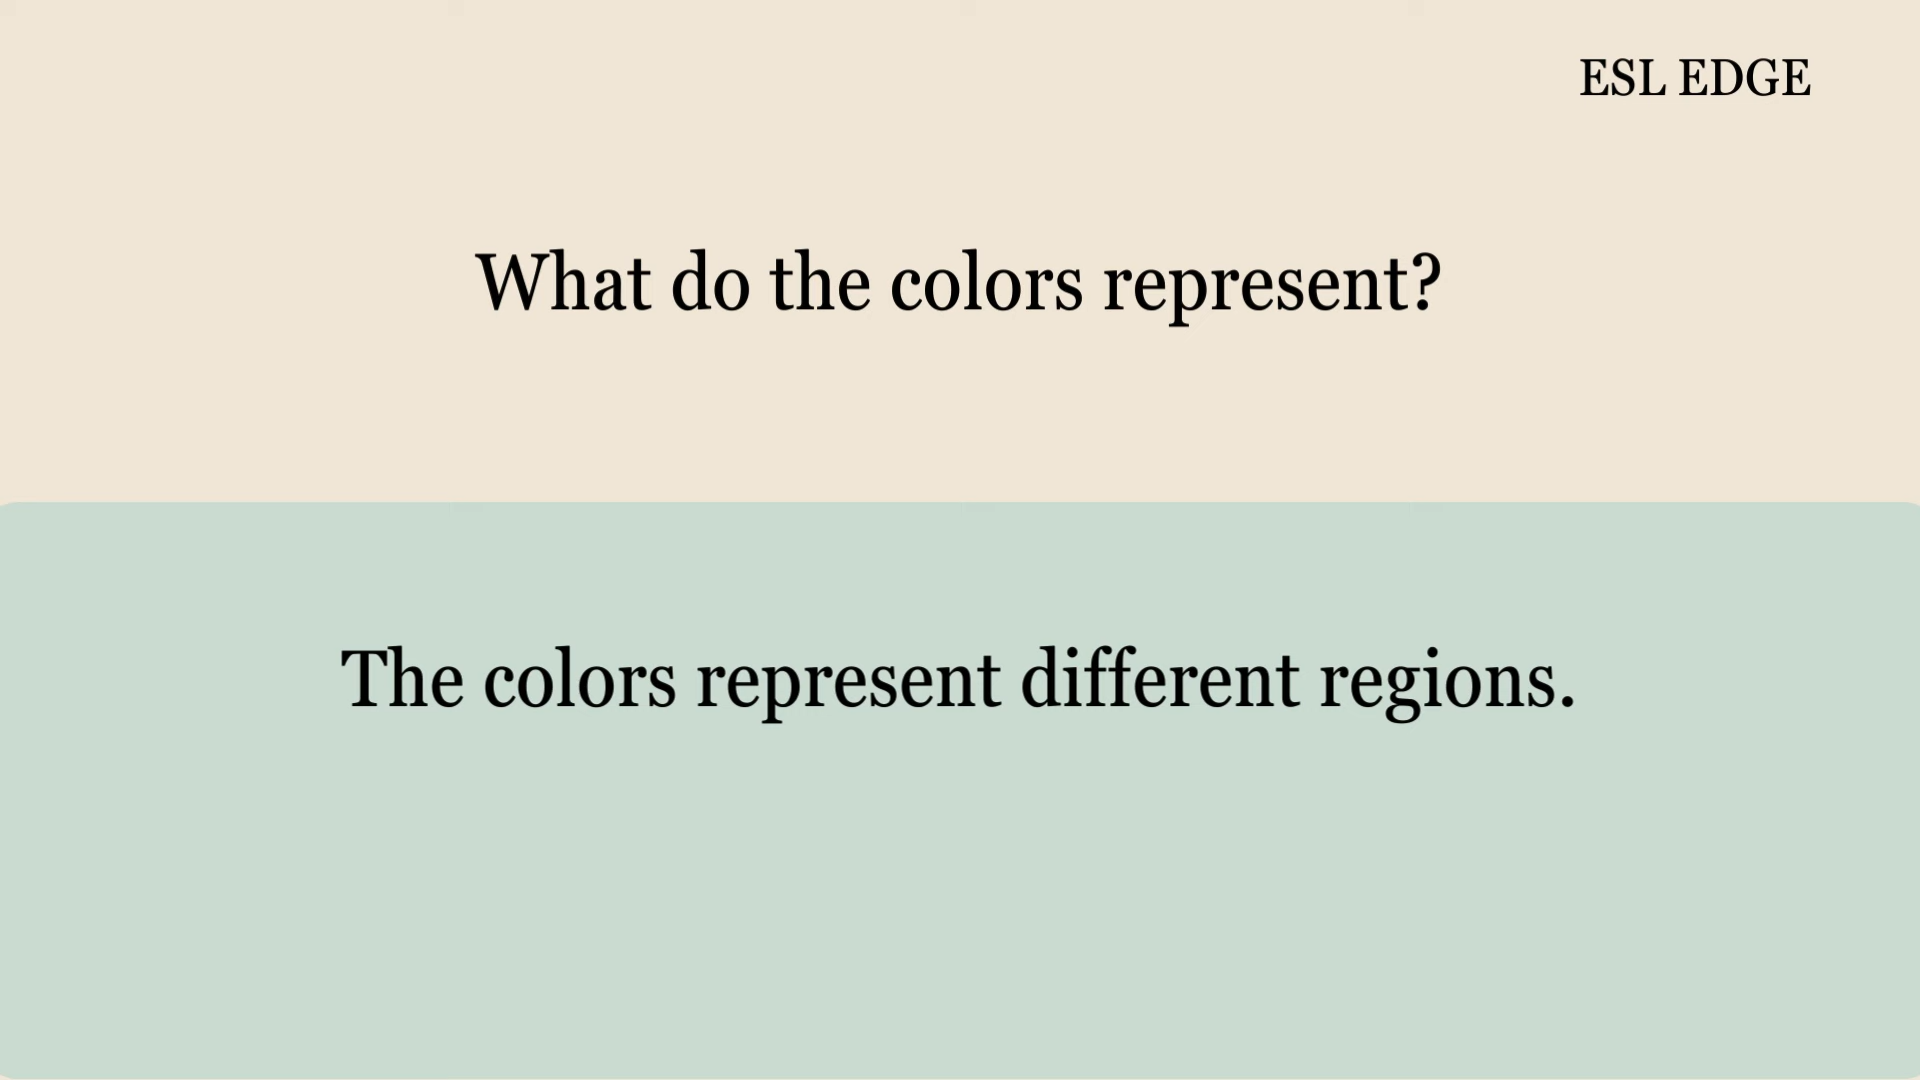 ESL EDGE
What do the colors represent?
The colors represent different regions.